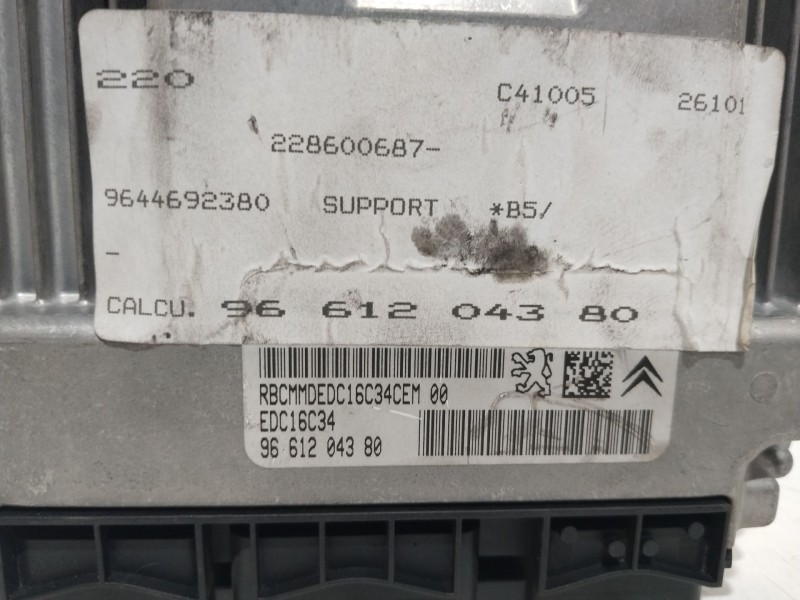 220 C41005 26101
228600687-
9644692380 SUPPORT *B5/
-
CALCU. 96 612 043 80
RBCMMDEDC16C34CEM 00
EDC16C34
96 612 043 80